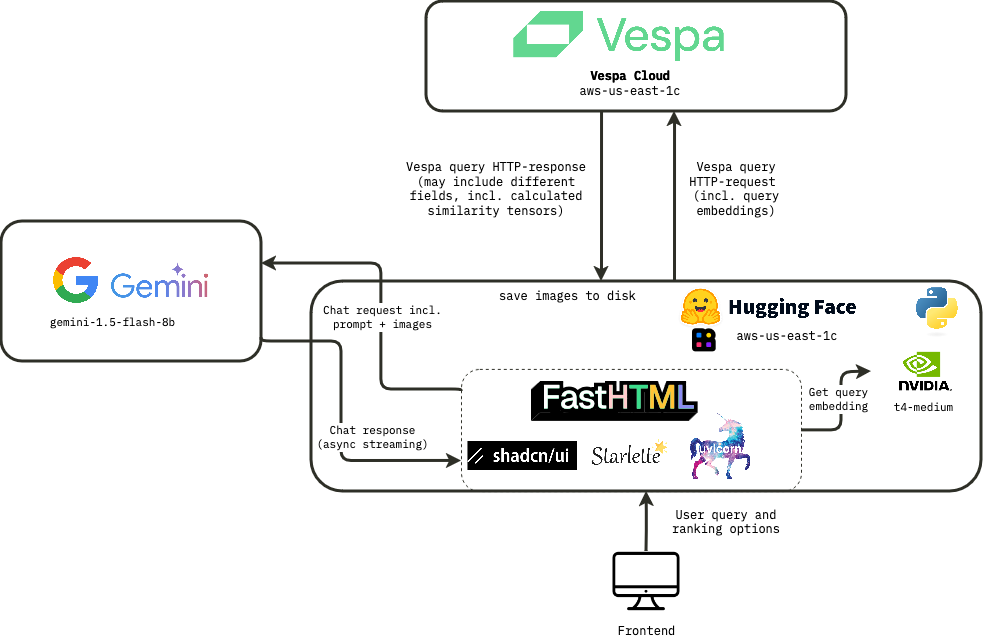 Vespa
Vespa Cloud
aws-us-east-1c
Vespa query HTTP-response
(may include different
fields, incl. calculated
similarity tensors)
Vespa query
HTTP-request
(incl. query
embeddings)
Gemini
gemini-1.5-flash-8b
Chat request incl.
prompt + images
save images to disk
Hugging Face
aws-us-east-1c
NVIDIA.
t4-medium
Get query
embedding
FastHTML
shadcn/ui
Starlette
uvicorn
Chat response
(async streaming)
User query and
ranking options
Frontend